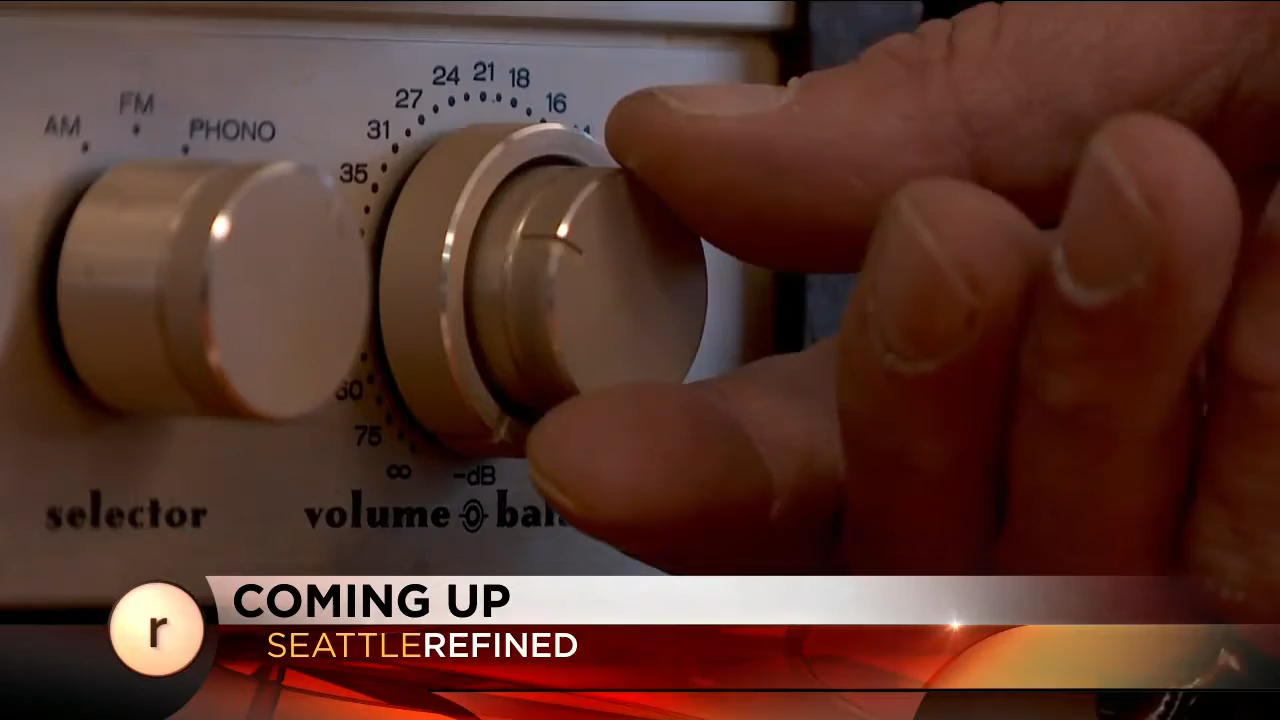 24 21 18
27 16
FM
AM PHONO 31
35
60
75
∞ -dB
selector volume
r COMING UP
SEATTLEREFINED